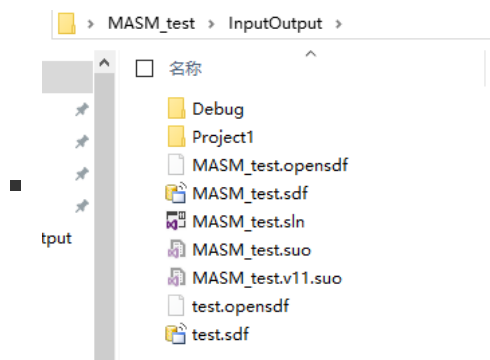 MASM_test > InputOutput >
名称
Debug
Project1
MASM_test.opensdf
MASM_test.sdf
MASM_test.sln
MASM_test.suo
tput
MASM_test.v11.suo
test.opensdf
test.sdf